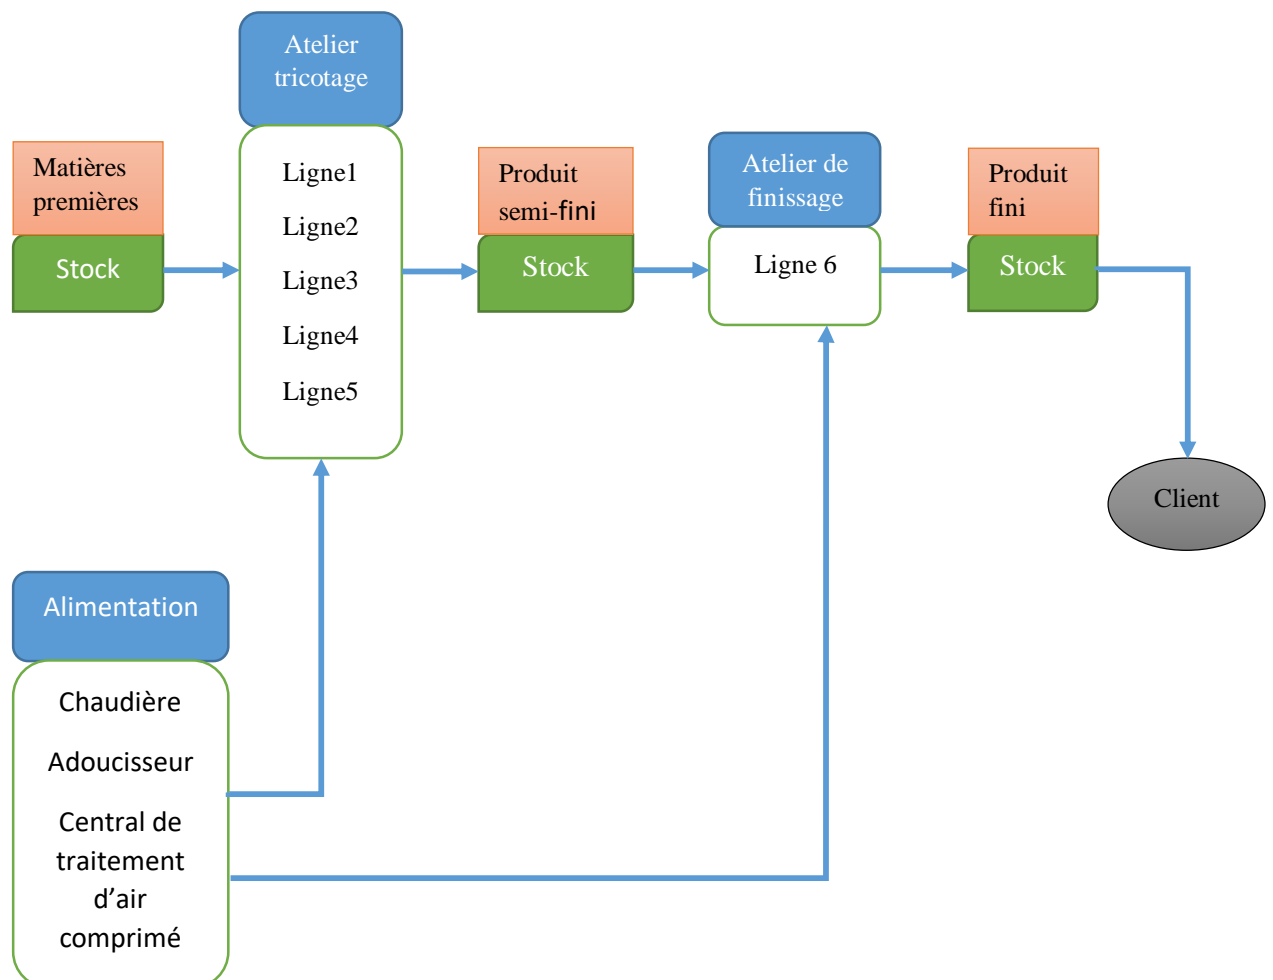 Atelier
tricotage
Matières
premières
Stock
Ligne1
Ligne2
Ligne3
Ligne4
Ligne5
Produit
semi-fini
Stock
Atelier de
finissage
Ligne 6
Produit
fini
Stock
Client
Alimentation
Chaudière
Adoucisseur
Central de
traitement
d’air
comprimé